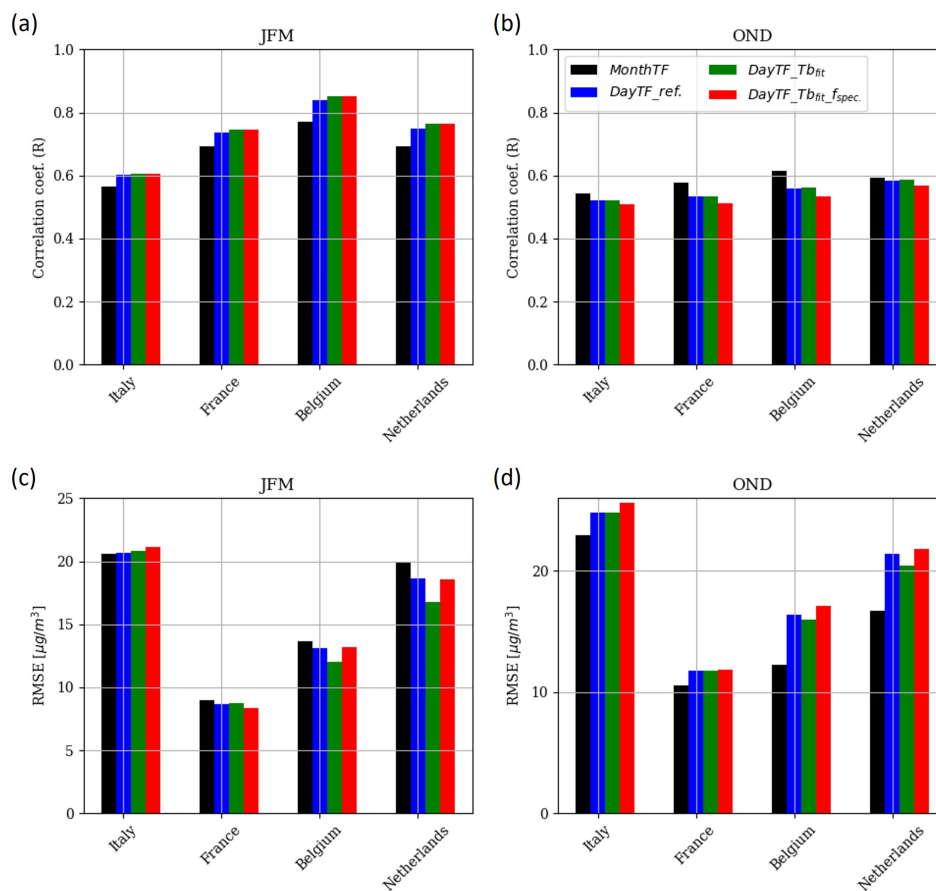 (a)
JFM
Correlation coef. (R)
1.0
0.8
0.6
0.4
0.2
0.0
Italy
France
Belgium
Netherlands
(b)
OND
Correlation coef. (R)
1.0
0.8
0.6
0.4
0.2
0.0
MonthTF
DayTF_ref.
DayTF_Tbfit
DayTF_Tbfit_fspec.
Italy
France
Belgium
Netherlands
(c)
JFM
RMSE [µg/m³]
25
20
15
10
5
0
Italy
France
Belgium
Netherlands
(d)
OND
RMSE [µg/m³]
20
10
0
Italy
France
Belgium
Netherlands